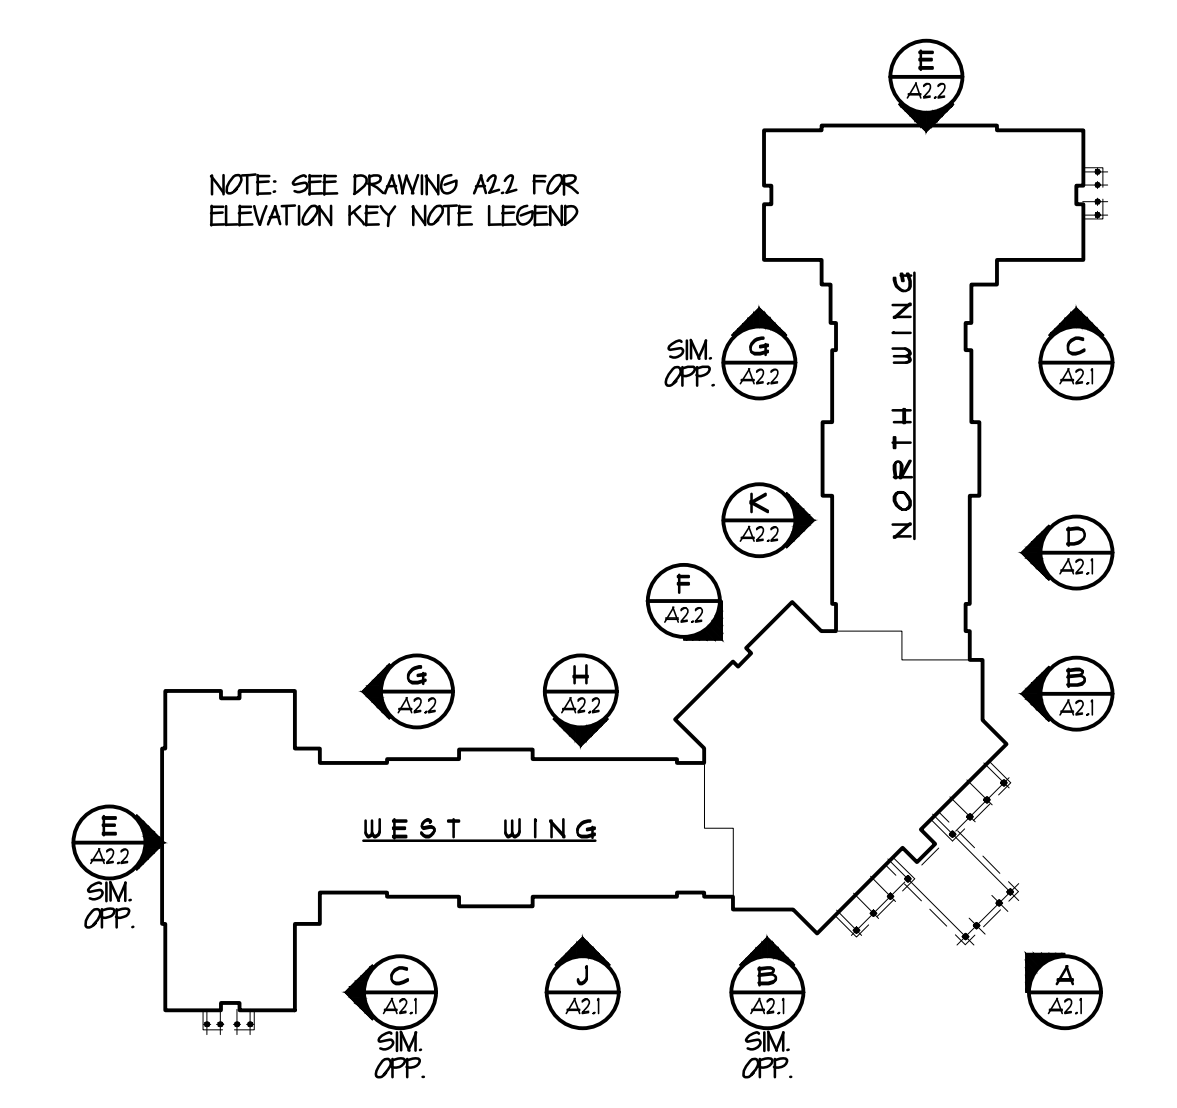 E
A2.2
NOTE: SEE DRAWING A2.2 FOR
ELEVATION KEY NOTE LEGEND
NORTH WING
SIM.
OPP.
G
A2.2
C
A2.1
K
A2.2
D
A2.1
F
A2.2
G
A2.2
H
A2.2
B
A2.1
WEST WING
E
A2.2
SIM.
OPP.
C
A2.1
SIM.
OPP.
J
A2.1
B
A2.1
SIM.
OPP.
A
A2.1